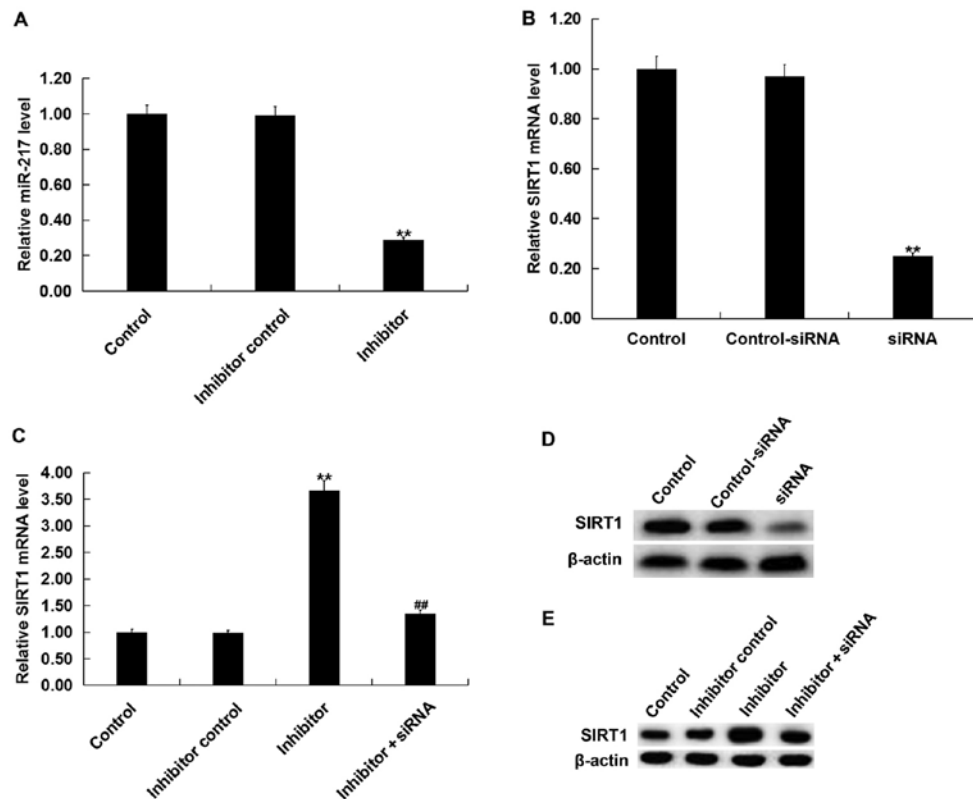 A
Relative miR-217 level
1.20
1.00
0.80
0.60
0.40
0.20
0.00
**
Control
Inhibitor control
Inhibitor
B
Relative SIRT1 mRNA level
1.20
1.00
0.80
0.60
0.40
0.20
0.00
**
Control
Control-siRNA
siRNA
C
Relative SIRT1 mRNA level
4.00
3.50
3.00
2.50
2.00
1.50
1.00
0.50
0.00
**
##
Control
Inhibitor control
Inhibitor
Inhibitor + siRNA
D
Control
Control-siRNA
siRNA
SIRT1
β-actin
E
Control
Inhibitor control
Inhibitor
Inhibitor + siRNA
SIRT1
β-actin